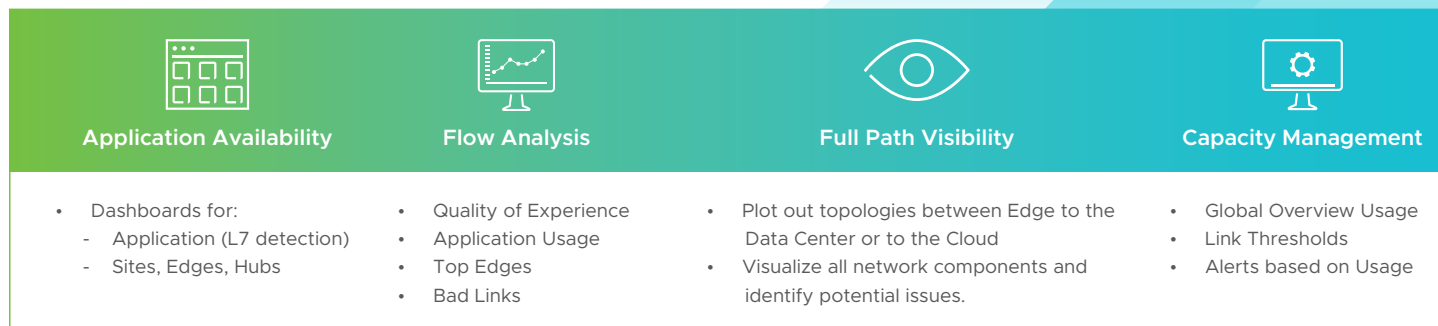 Application Availability
Flow Analysis
Full Path Visibility
Capacity Management
• Dashboards for:
- Application (L7 detection)
- Sites, Edges, Hubs
• Quality of Experience
• Application Usage
• Top Edges
• Bad Links
• Plot out topologies between Edge to the
Data Center or to the Cloud
• Visualize all network components and
identify potential issues.
• Global Overview Usage
• Link Thresholds
• Alerts based on Usage